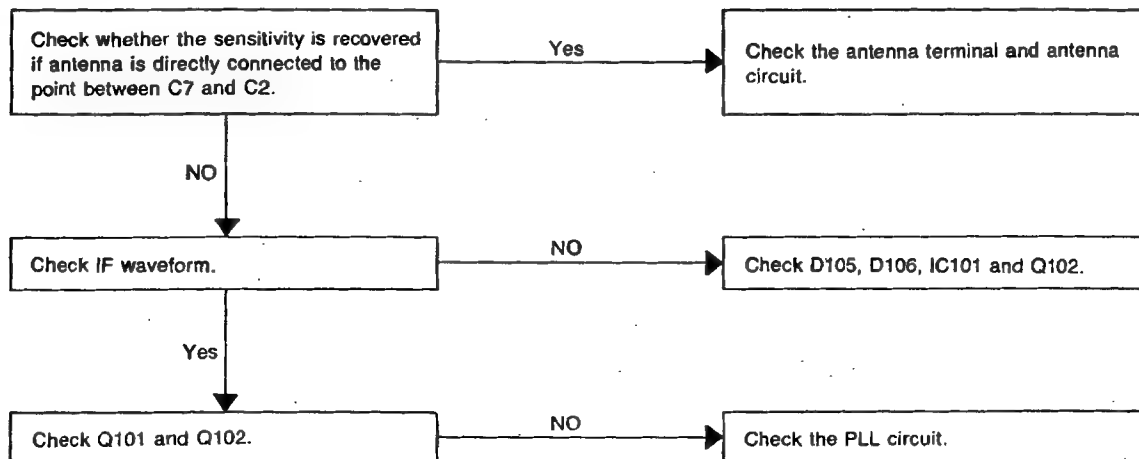 Check whether the sensitivity is recovered
if antenna is directly connected to the
point between C7 and C2.
Yes
Check the antenna terminal and antenna
circuit.
NO
Check IF waveform.
NO
Check D105, D106, IC101 and Q102.
Yes
Check Q101 and Q102.
NO
Check the PLL circuit.